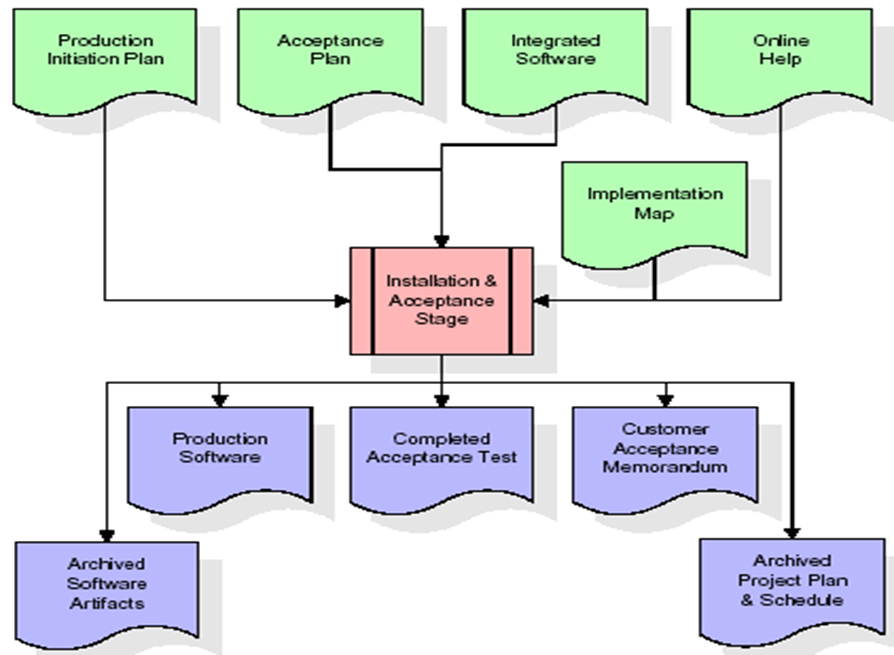 Production
Initiation Plan
Acceptance
Plan
Integrated
Software
Online
Help
Implementation
Map
Installation &
Acceptance
Stage
Production
Software
Completed
Acceptance Test
Customer
Acceptance
Memorandum
Archived
Software
Artifacts
Archived
Project Plan
& Schedule